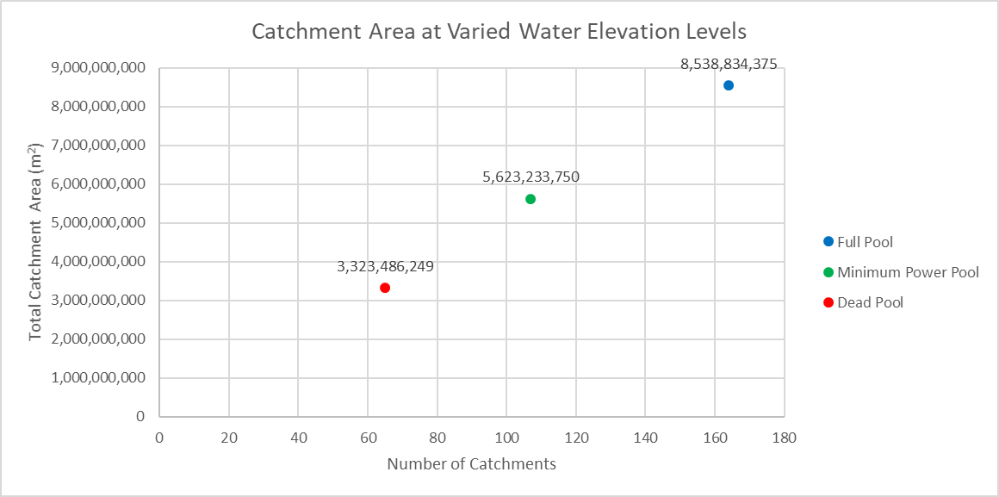 Catchment Area at Varied Water Elevation Levels
9,000,000,000
8,000,000,000
7,000,000,000
6,000,000,000
5,000,000,000
4,000,000,000
3,000,000,000
2,000,000,000
1,000,000,000
0
Total Catchment Area (m²)
8,538,834,375
5,623,233,750
3,323,486,249
0 20 40 60 80 100 120 140 160 180
Number of Catchments
Full Pool
Minimum Power Pool
Dead Pool